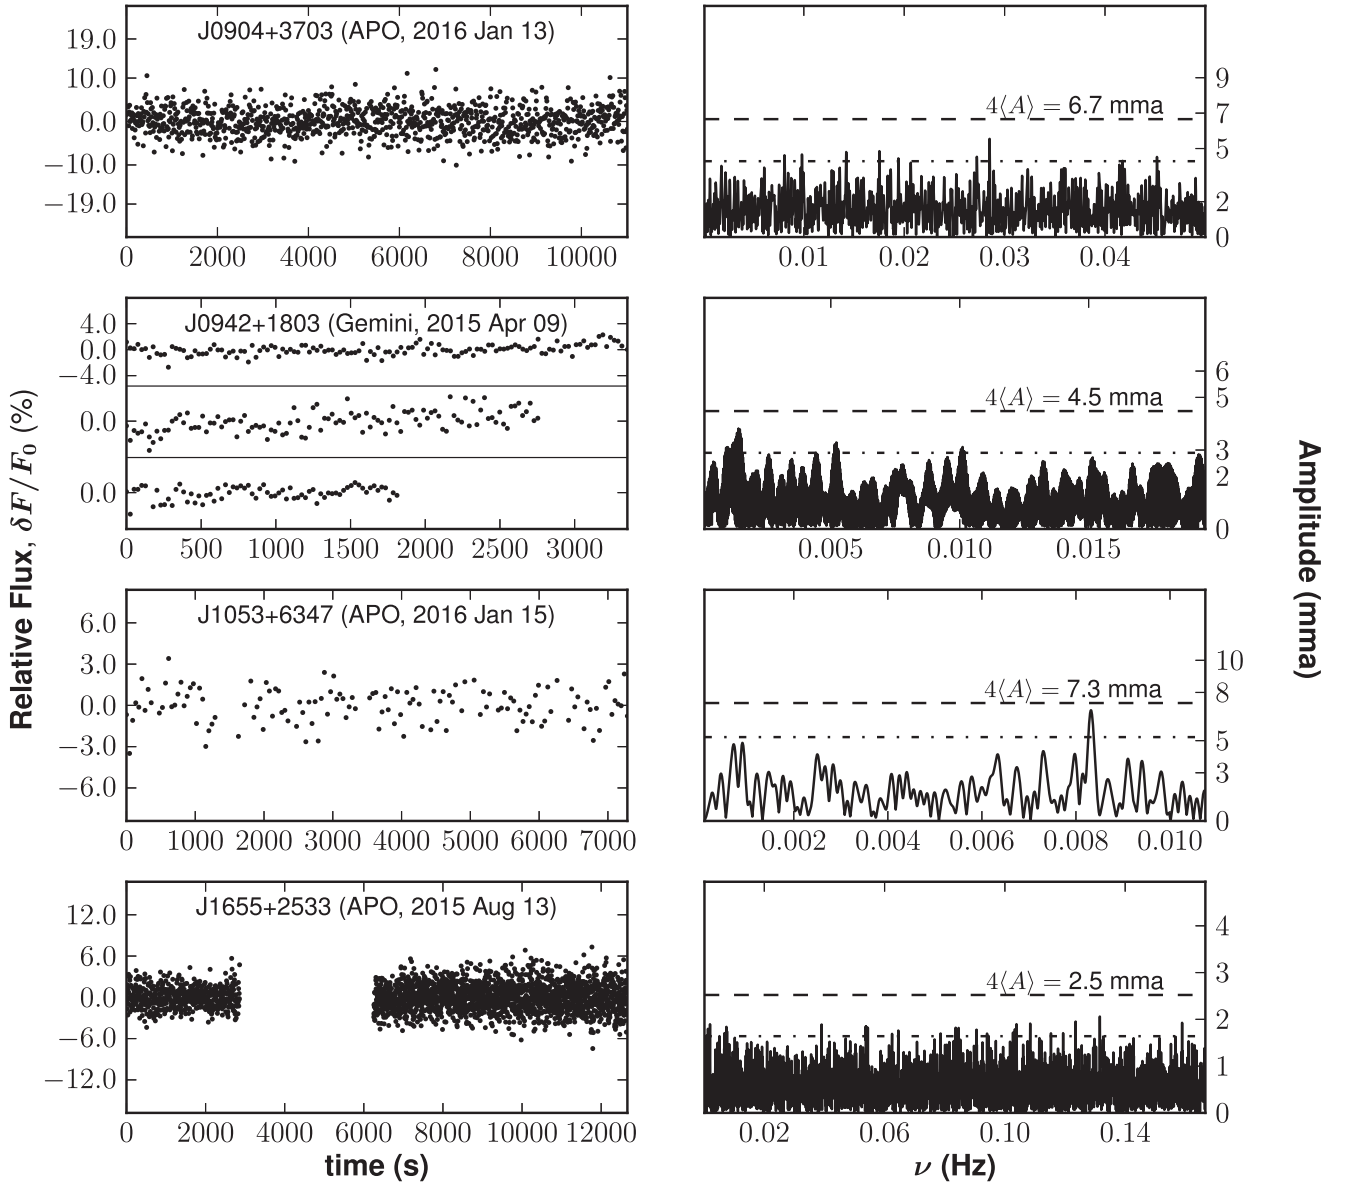 J0904+3703 (APO, 2016 Jan 13)
19.0
10.0
0.0
−10.0
−19.0
0 2000 4000 6000 8000 10000
4⟨A⟩ = 6.7 mma
9
7
5
2
0
0.01 0.02 0.03 0.04
J0942+1803 (Gemini, 2015 Apr 09)
4.0
0.0
−4.0
0.0
0.0
0 500 1000 1500 2000 2500 3000
4⟨A⟩ = 4.5 mma
6
5
3
2
0
0.005 0.010 0.015
J1053+6347 (APO, 2016 Jan 15)
6.0
3.0
0.0
−3.0
−6.0
0 1000 2000 3000 4000 5000 6000 7000
4⟨A⟩ = 7.3 mma
10
8
5
3
0
0.002 0.004 0.006 0.008 0.010
J1655+2533 (APO, 2015 Aug 13)
12.0
6.0
0.0
−6.0
−12.0
0 2000 4000 6000 8000 10000 12000
time (s)
4⟨A⟩ = 2.5 mma
4
3
2
1
0
0.02 0.06 0.10 0.14
ν (Hz)
Relative Flux, δF/F₀ (%)
Amplitude (mma)